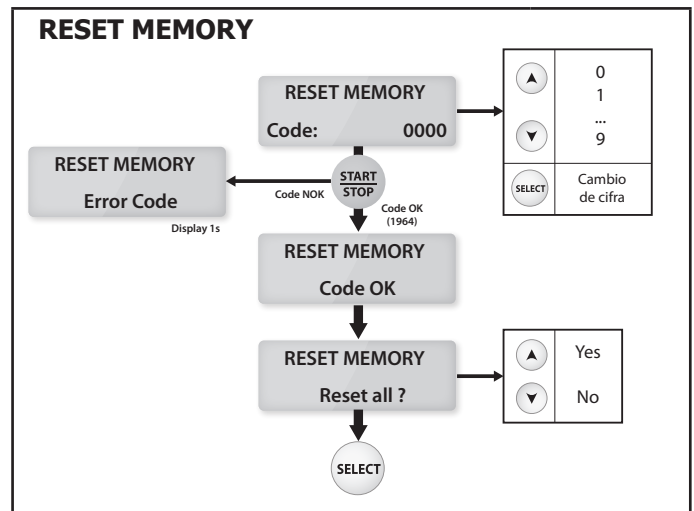 RESET MEMORY
RESET MEMORY
Code: 0000
0
1
...
9
SELECT
Cambio
de cifra
START
STOP
Code NOK
RESET MEMORY
Error Code
Display 1s
Code OK
(1964)
RESET MEMORY
Code OK
RESET MEMORY
Reset all ?
Yes
No
SELECT